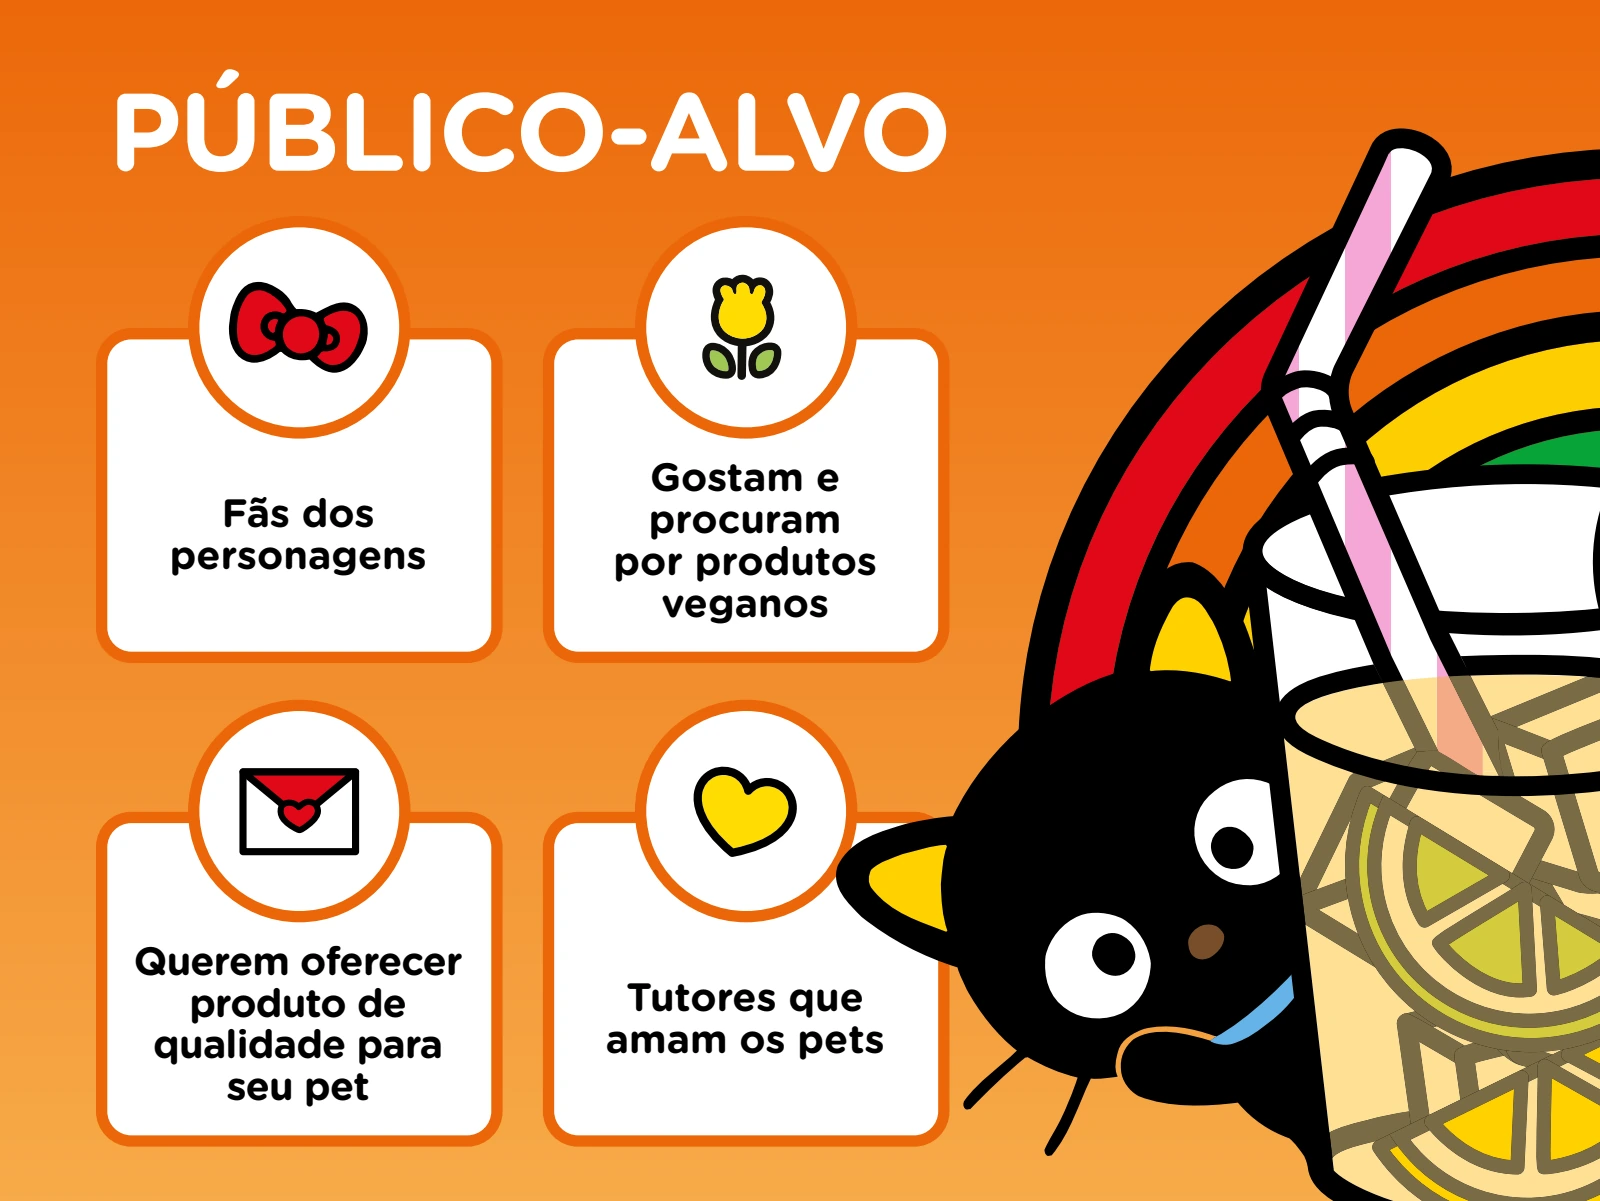 PÚBLICO-ALVO
Fãs dos
personagens
Gostam e
procuram
por produtos
veganos
Querem oferecer
produto de
qualidade para
seu pet
Tutores que
amam os pets